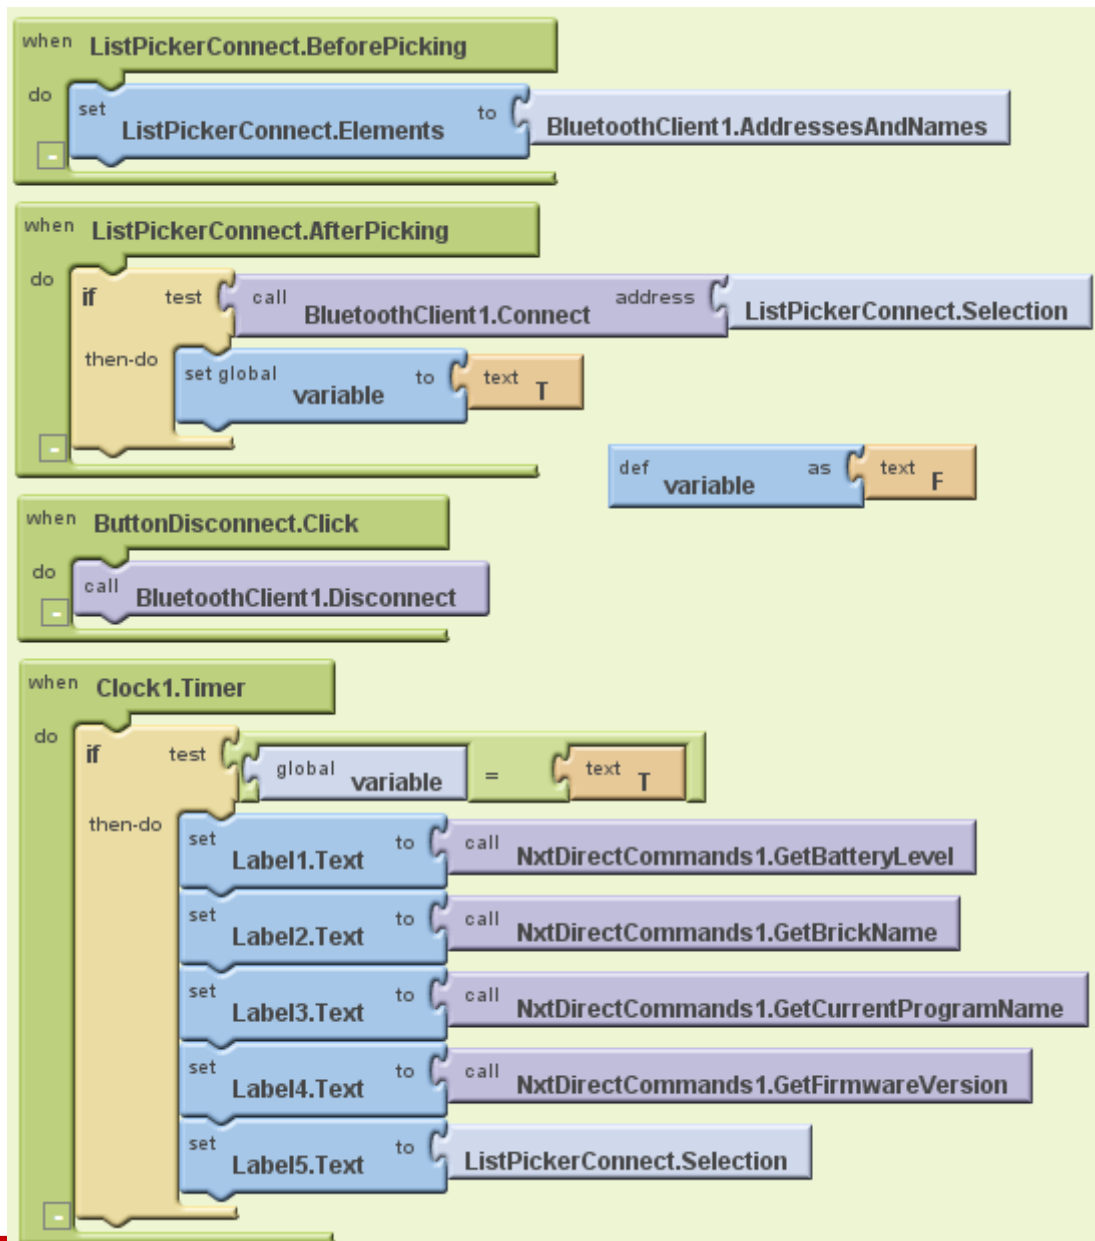 when ListPickerConnect.BeforePicking
do set ListPickerConnect.Elements to BluetoothClient1.AddressesAndNames
-
when ListPickerConnect.AfterPicking
do if test call BluetoothClient1.Connect address ListPickerConnect.Selection
then-do set global variable to text T
-
def variable as text F
when ButtonDisconnect.Click
do call BluetoothClient1.Disconnect
-
when Clock1.Timer
do if test global variable = text T
then-do set Label1.Text to call NxtDirectCommands1.GetBatteryLevel
set Label2.Text to call NxtDirectCommands1.GetBrickName
set Label3.Text to call NxtDirectCommands1.GetCurrentProgramName
set Label4.Text to call NxtDirectCommands1.GetFirmwareVersion
set Label5.Text to ListPickerConnect.Selection
-